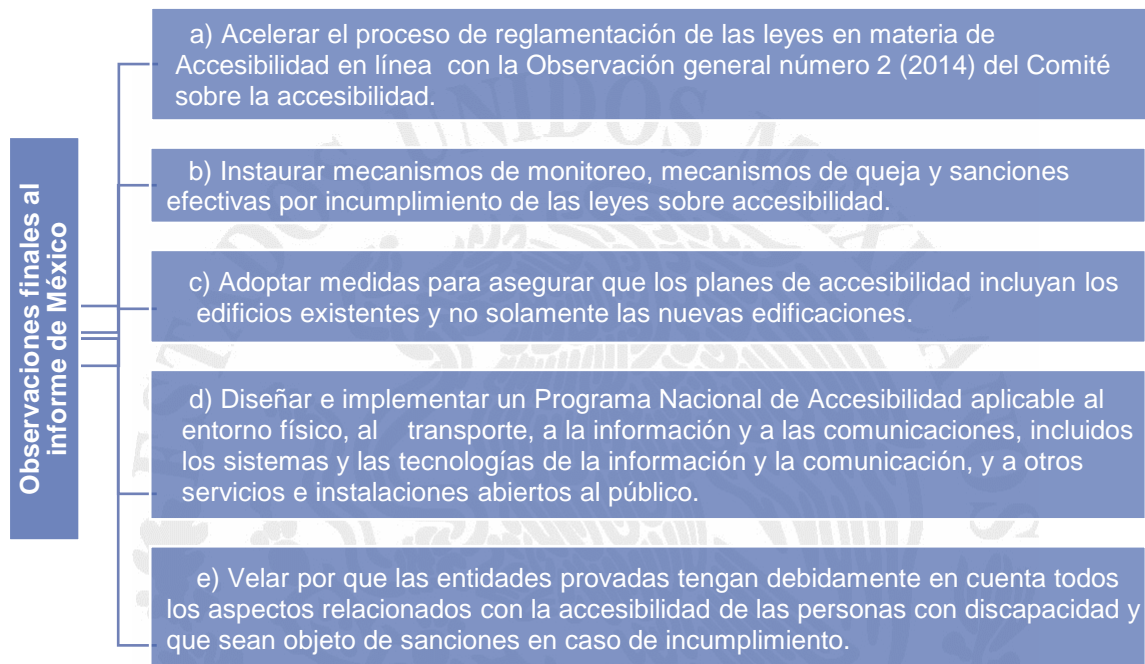 Observaciones finales al
informe de México
a) Acelerar el proceso de reglamentación de las leyes en materia de
Accesibilidad en línea con la Observación general número 2 (2014) del Comité
sobre la accesibilidad.
b) Instaurar mecanismos de monitoreo, mecanismos de queja y sanciones
efectivas por incumplimiento de las leyes sobre accesibilidad.
c) Adoptar medidas para asegurar que los planes de accesibilidad incluyan los
edificios existentes y no solamente las nuevas edificaciones.
d) Diseñar e implementar un Programa Nacional de Accesibilidad aplicable al
entorno físico, al transporte, a la información y a las comunicaciones, incluidos
los sistemas y las tecnologías de la información y la comunicación, y a otros
servicios e instalaciones abiertos al público.
e) Velar por que las entidades provadas tengan debidamente en cuenta todos
los aspectos relacionados con la accesibilidad de las personas con discapacidad y
que sean objeto de sanciones en caso de incumplimiento.
ESTADOS UNIDOS MEXICANOS